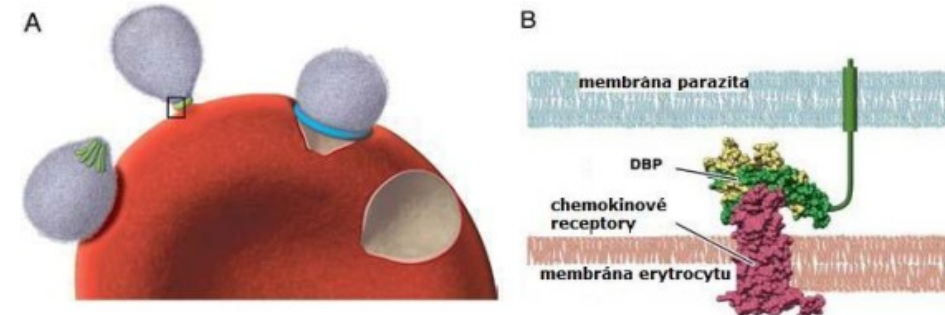 A
B
membrána parazita
DBP
chemokinové
receptory
membrána erytrocytu